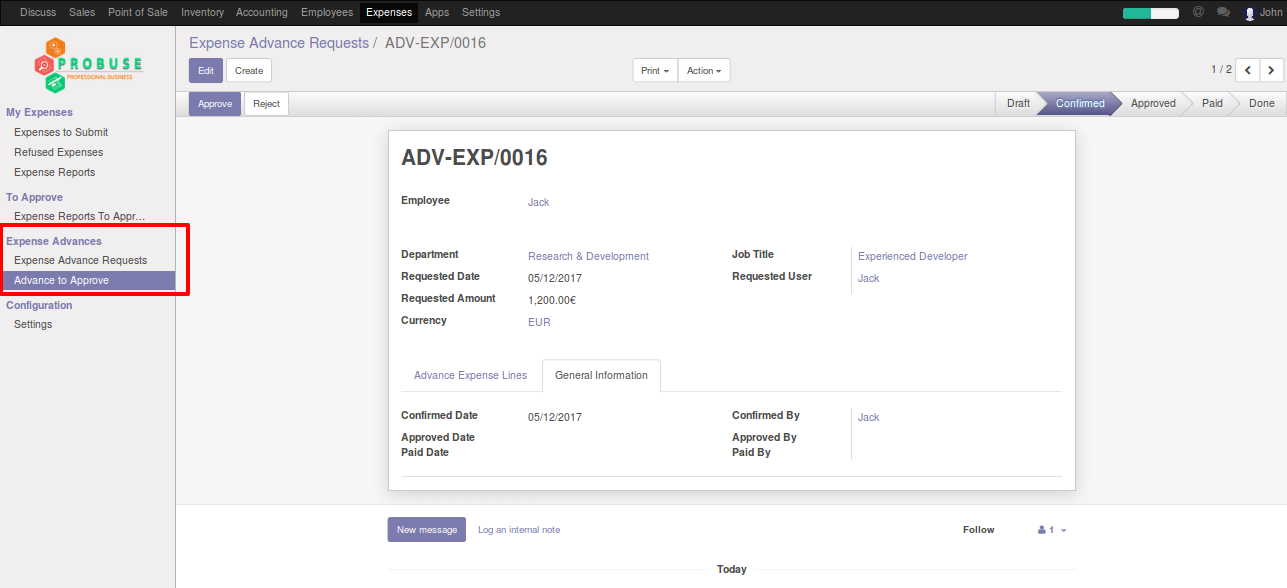 Discuss Sales Point of Sale Inventory Accounting Employees Expenses Apps Settings @ John
PROBUSE
PROFESSIONAL BUSINESS
My Expenses
Expenses to Submit
Refused Expenses
Expense Reports
To Approve
Expense Reports To Appr...
Expense Advances
Expense Advance Requests
Advance to Approve
Configuration
Settings
Expense Advance Requests / ADV-EXP/0016
Edit Create Print Action 1 / 2
Approve Reject Draft Confirmed Approved Paid Done
ADV-EXP/0016
Employee Jack
Department Research & Development Job Title Experienced Developer
Requested Date 05/12/2017 Requested User Jack
Requested Amount 1,200.00€
Currency EUR
Advance Expense Lines General Information
Confirmed Date 05/12/2017 Confirmed By Jack
Approved Date Approved By
Paid Date Paid By
New message Log an internal note Follow 1
Today